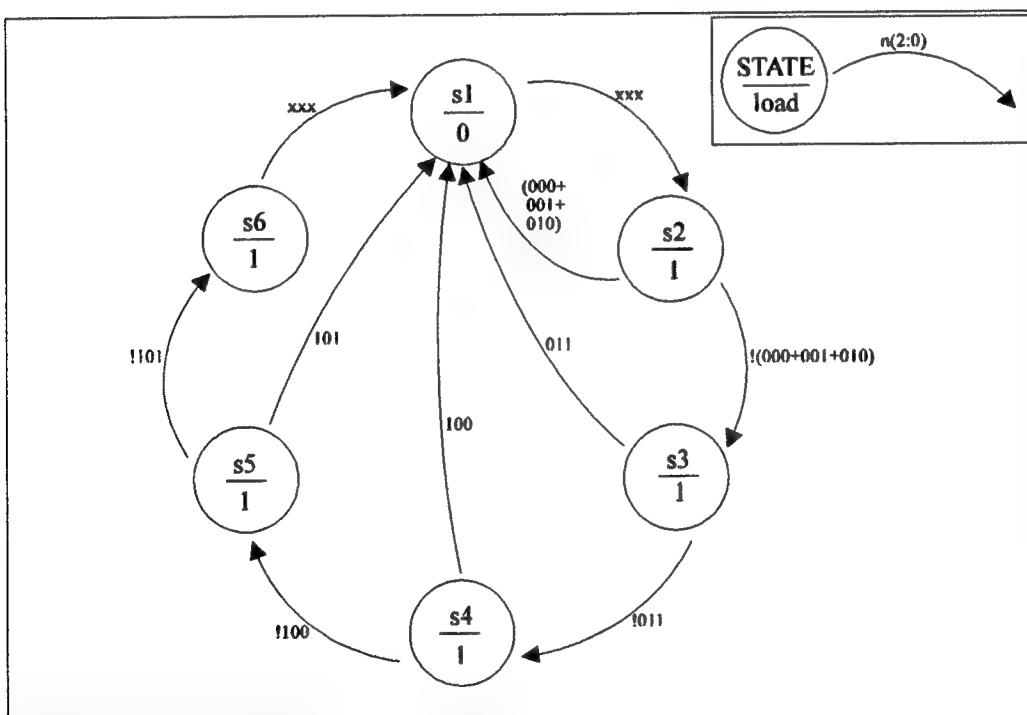 n(2:0)
STATE
load
s1
0
xxx
xxx
(000+
001+
010)
s6
1
s2
1
!101
101
100
011
!(000+001+010)
s5
1
s3
1
!100
s4
1
!011